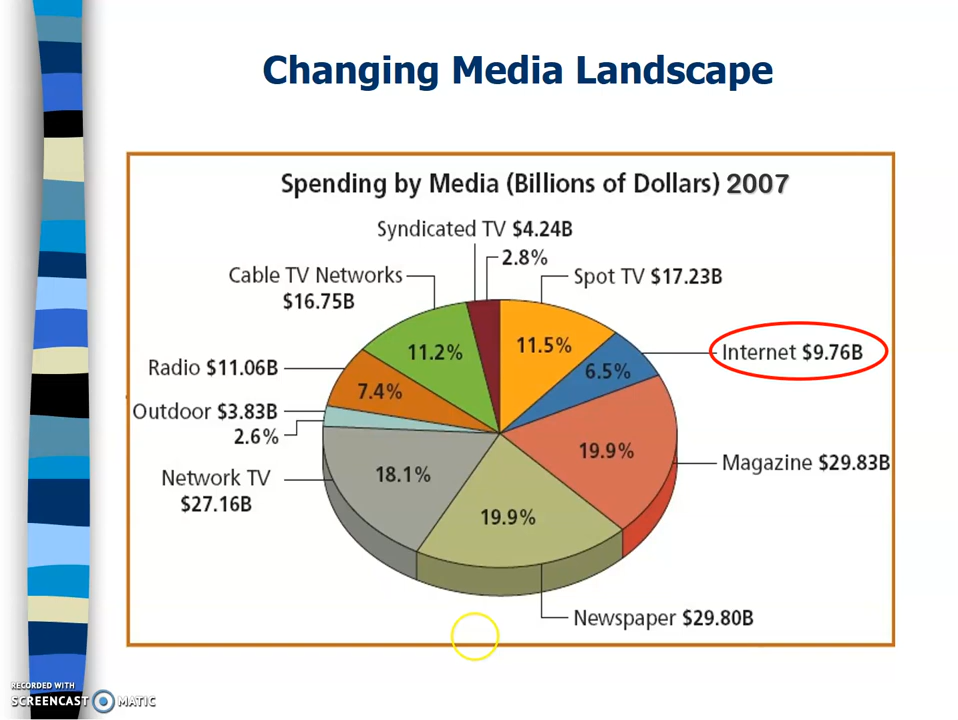 Changing Media Landscape
Spending by Media (Billions of Dollars) 2007
Syndicated TV $4.24B
2.8%
Cable TV Networks
$16.75B
Spot TV $17.23B
11.2%
11.5%
Internet $9.76B
Radio $11.06B
6.5%
7.4%
Outdoor $3.83B
2.6%
19.9%
Network TV
$27.16B
18.1%
Magazine $29.83B
19.9%
Newspaper $29.80B
RECORDED WITH
SCREENCAST MATIC